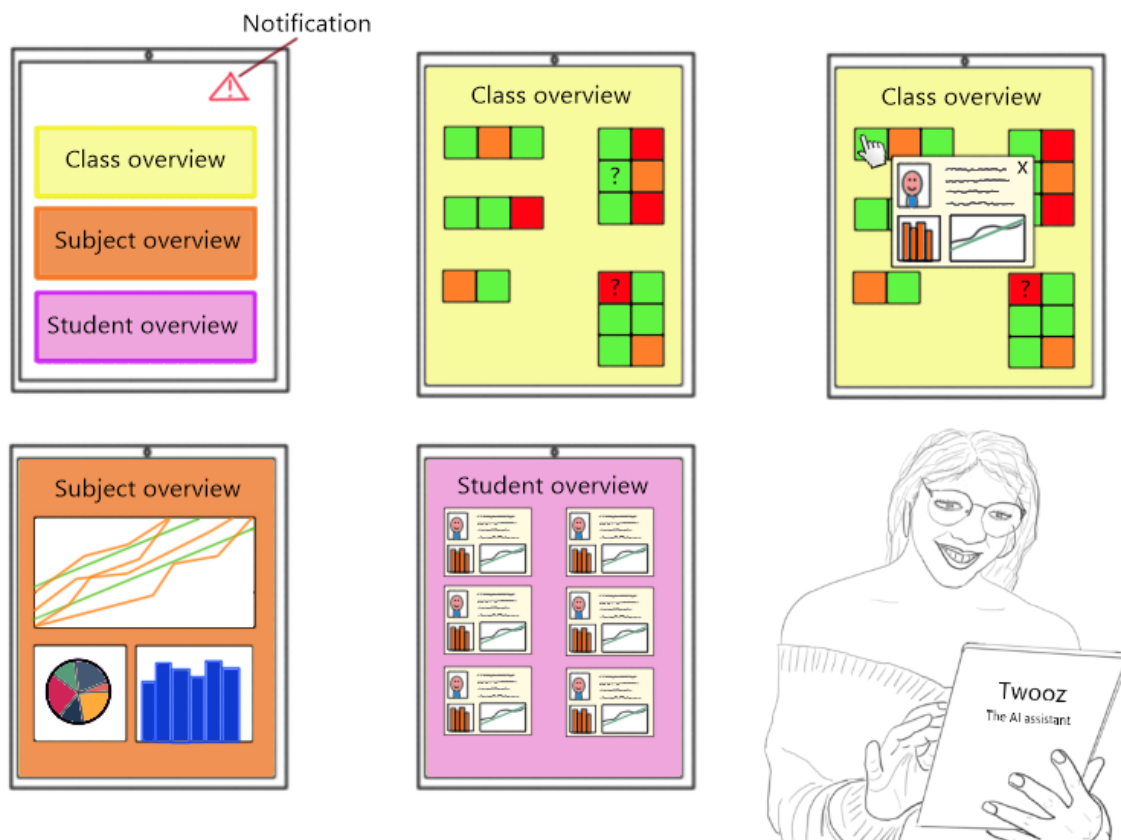 Notification
Class overview
Subject overview
Student overview
Class overview
?
?
Class overview
X
?
Subject overview
Student overview
Twooz
The AI assistant